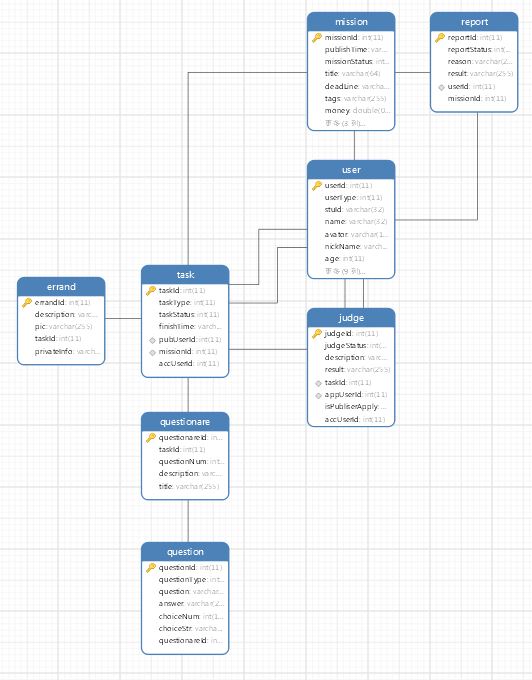 mission
missionId: int(11)
publishTime: var...
missionStatus: int...
title: varchar(64)
deadLine: varcha...
tags: varchar(255)
money: double(0...
更多 (3 列)...
report
reportId: int(11)
reportStatus: int(...
reason: varchar(2...
result: varchar(255)
userId: int(11)
missionId: int(11)
user
userId: int(11)
userType: int(11)
stuId: varchar(32)
name: varchar(32)
avator: varchar(1...
nickName: varch...
age: int(11)
更多 (9 列)...
task
taskId: int(11)
taskType: int(11)
taskStatus: int(11)
finishTime: varch...
pubUserId: int(11)
missionId: int(11)
accUserId: int(11)
errand
errandId: int(11)
description: varc...
pic: varchar(255)
taskId: int(11)
privateInfo: varch...
judge
judgeId: int(11)
judgeStatus: int(...
description: varc...
result: varchar(255)
taskId: int(11)
appUserId: int(11)
isPubliserApply: ...
accUserId: int(11)
questionare
questionareId: in...
taskId: int(11)
questionNum: int...
description: varc...
title: varchar(255)
question
questionId: int(11)
questionType: int...
question: varchar...
answer: varchar(2...
choiceNum: int(1...
choiceStr: varcha...
questionareId: in...